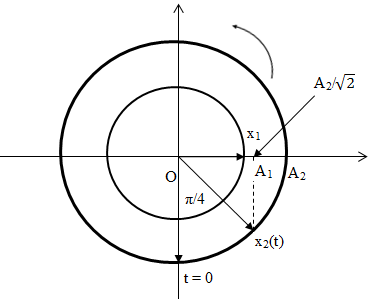 A₂/√2
x₁
O
A₁
A₂
π/4
x₂(t)
t = 0